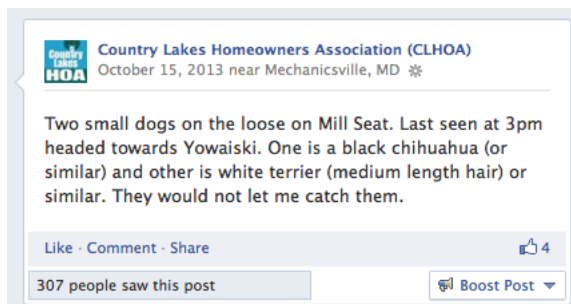 Country
Lakes
HOA
Country Lakes Homeowners Association (CLHOA)
October 15, 2013 near Mechanicsville, MD
Two small dogs on the loose on Mill Seat. Last seen at 3pm
headed towards Yowaiski. One is a black chihuahua (or
similar) and other is white terrier (medium length hair) or
similar. They would not let me catch them.
Like · Comment · Share
4
307 people saw this post
Boost Post